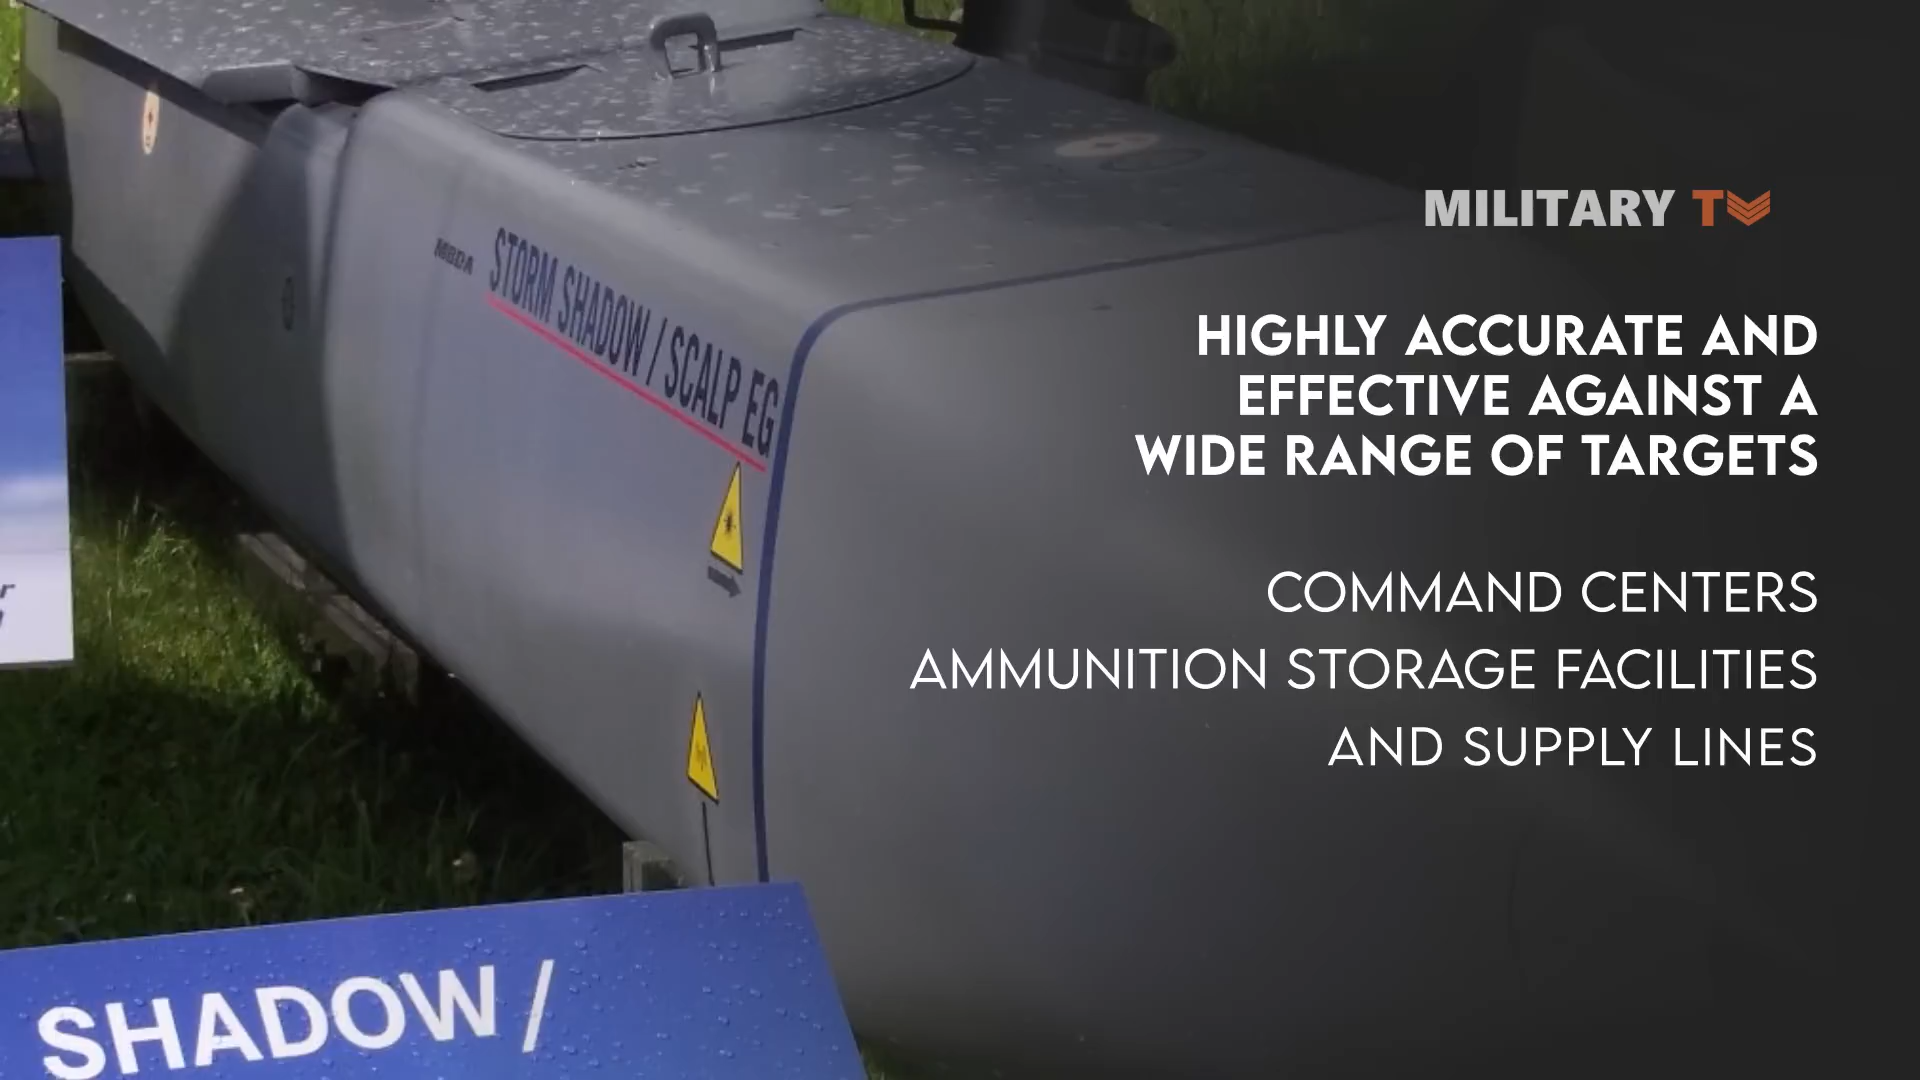 MILITARY TV
MBDA
STORM SHADOW / SCALP EG
HIGHLY ACCURATE AND
EFFECTIVE AGAINST A
WIDE RANGE OF TARGETS
COMMAND CENTERS
AMMUNITION STORAGE FACILITIES
AND SUPPLY LINES
SHADOW /